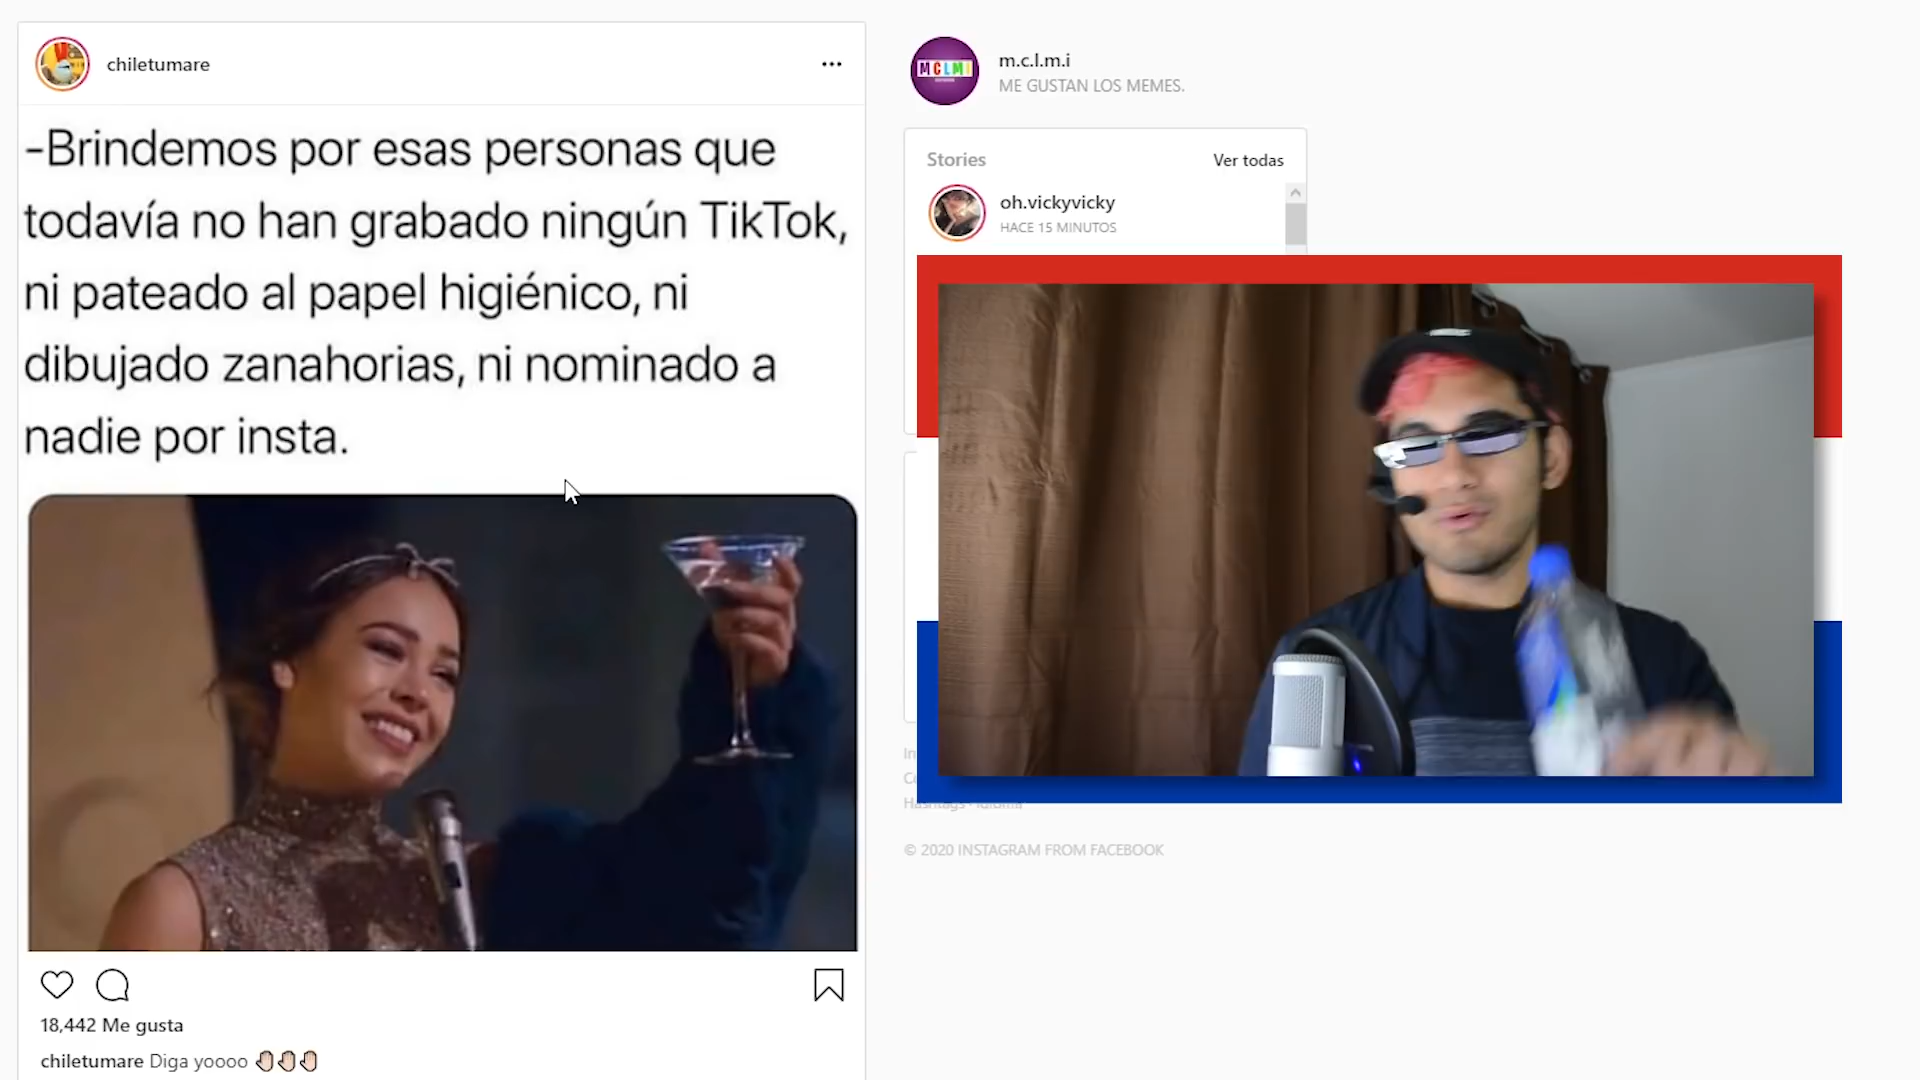 chiletumare
-Brindemos por esas personas que
todavía no han grabado ningún TikTok,
ni pateado al papel higiénico, ni
dibujado zanahorias, ni nominado a
nadie por insta.
18,442 Me gusta
chiletumare Diga yoooo 🤚🏻🤚🏻🤚🏻
MCLMI
m.c.l.m.i
ME GUSTAN LOS MEMES.
Stories
Ver todas
oh.vickyvicky
HACE 15 MINUTOS
Hashtags · Idioma
© 2020 INSTAGRAM FROM FACEBOOK